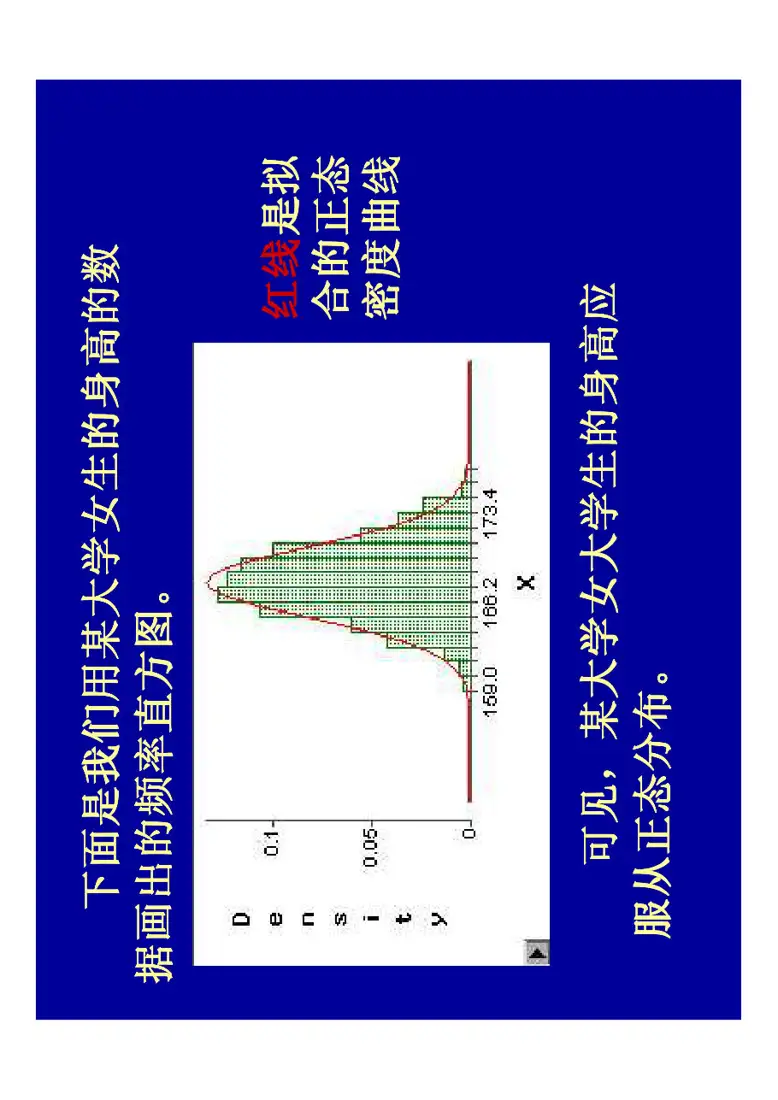 下面是我们用某大学女生的身高的数
据画出的频率直方图。
红线是拟
合的正态
密度曲线
Density
0.1
0.05
0
159.0
166.2
173.4
X
可见，某大学女大学生的身高应
服从正态分布。